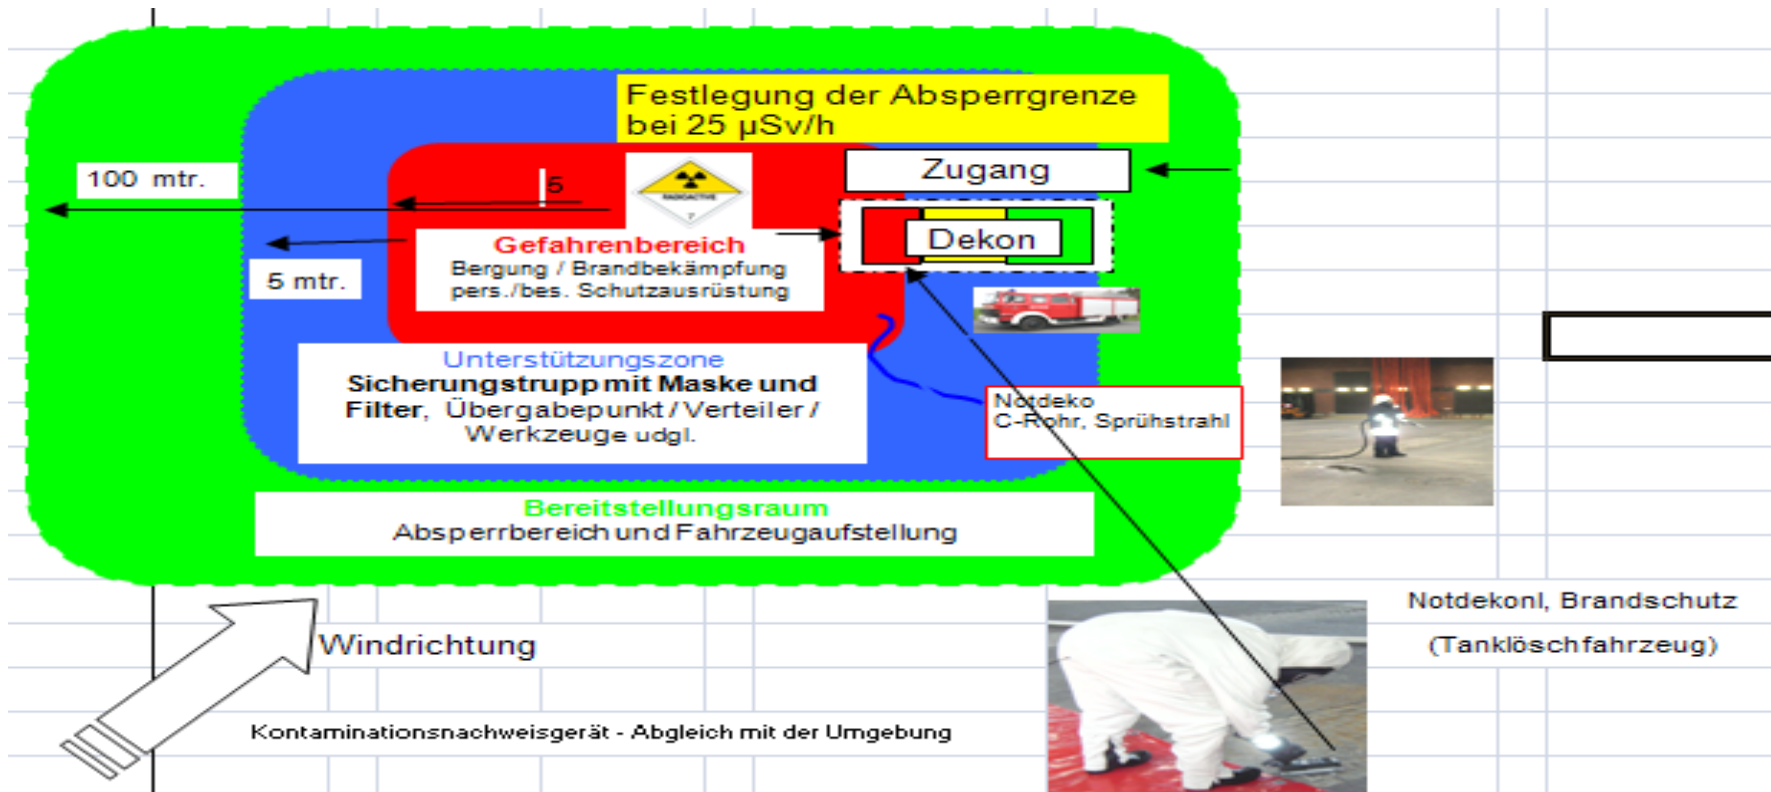 Festlegung der Absperrgrenze
bei 25 µSv/h
Zugang
100 mtr.
5
RADIOACTIVE
7
Dekon
Gefahrenbereich
Bergung / Brandbekämpfung
pers./bes. Schutzausrüstung
5 mtr.
Unterstützungszone
Sicherungstrupp mit Maske und
Filter, Übergabepunkt / Verteiler /
Werkzeuge udgl.
Notdeko
C-Rohr, Sprühstrahl
Bereitstellungsraum
Absperrbereich und Fahrzeugaufstellung
Windrichtung
Notdekonl, Brandschutz
(Tanklöschfahrzeug)
Kontaminationsnachweisgerät - Abgleich mit der Umgebung